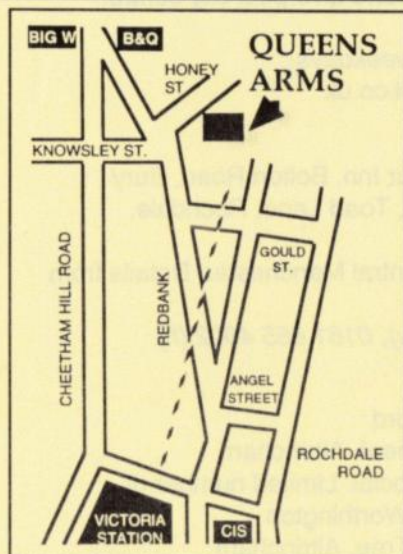 BIG W
B&Q
QUEENS
ARMS
HONEY
ST.
KNOWSLEY ST.
CHEETHAM HILL ROAD
REDBANK
GOULD
ST.
ANGEL
STREET
ROCHDALE
ROAD
VICTORIA
STATION
CIS